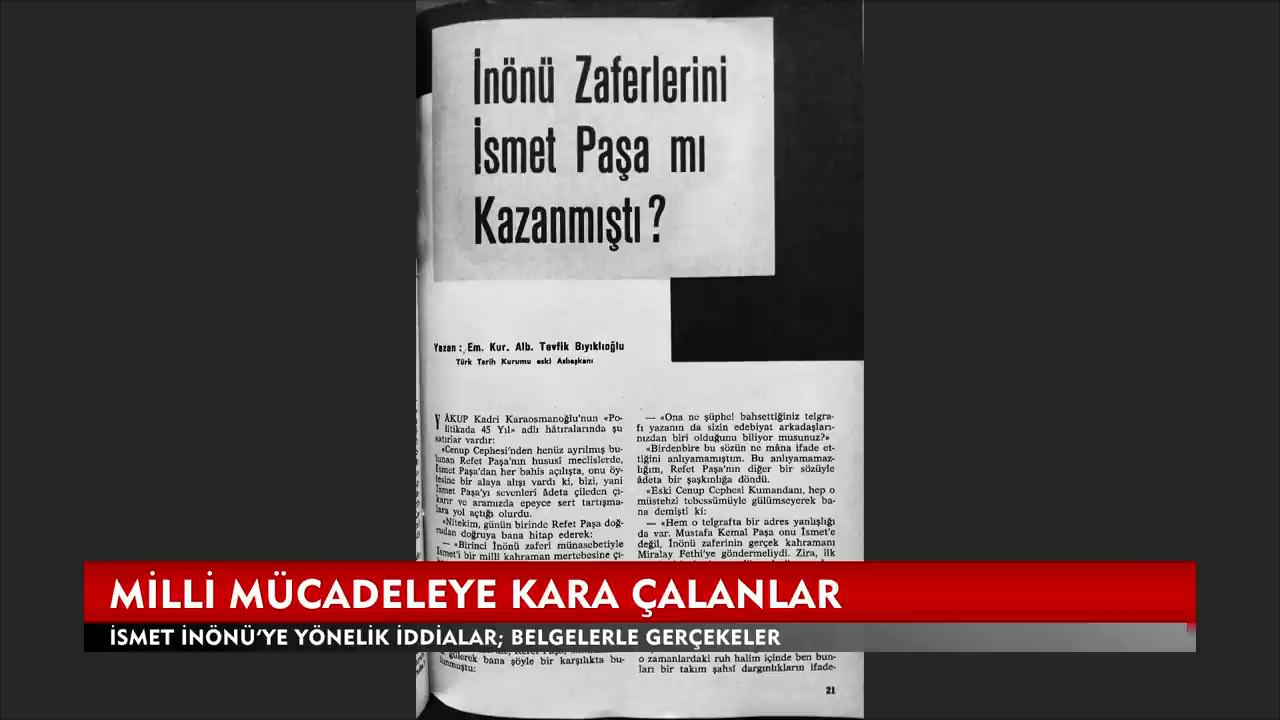 İnönü Zaferlerini
İsmet Paşa mı
Kazanmıştı?
Yazan : Em. Kur. Alb. Tevfik Bıyıklıoğlu
Türk Tarih Kurumu eski Asbaşkanı
YAKUP Kadri Karaosmanoğlu'nun «Po-
litikada 45 Yıl» adlı hâtıralarında şu
satırlar vardır:
«Cenup Cephesi'nden henüz ayrılmış bu-
lunan Refet Paşa'nın hususî meclislerde,
İsmet Paşa'dan her bahis açılışta, onu öy-
lesine bir alaya alışı vardı ki, bizi, yani
İsmet Paşa'yı sevenleri âdeta çileden çı-
karır ve aramızda epeyce sert tartışma-
lara yol açtığı olurdu.
«Nitekim, günün birinde Refet Paşa doğ-
rudan doğruya bana hitap ederek:
— «Birinci İnönü zaferi münasebetiyle
İsmet'i bir milli kahraman mertebesine çı-
gülerek bana şöyle bir karşılıkta bu-
lunmuştu:
— «Ona ne şüphe! bahsettiğiniz telgra-
fı yazanın da sizin edebiyat arkadaşları-
nızdan biri olduğunu biliyor musunuz?»
«Birdenbire bu sözün ne mâna ifade et-
tiğini anlıyamamıştım. Bu anlıyamamaz-
lığım, Refet Paşa'nın diğer bir sözüyle
âdeta bir şaşkınlığa döndü.
«Eski Cenup Cephesi Kumandanı, hep o
müstehzi tebessümüyle gülümseyerek ba-
na demişti ki:
— «Hem o telgrafta bir adres yanlışlığı
da var. Mustafa Kemal Paşa onu İsmet'e
değil, İnönü zaferinin gerçek kahramanı
Miralay Fethi'ye göndermeliydi. Zira, ilk
o zamanlardaki ruh halim içinde ben bun-
ları bir takım şahsî dargınlıkların ifade-
21
MİLLİ MÜCADELEYE KARA ÇALANLAR
İSMET İNÖNÜ'YE YÖNELİK İDDİALAR; BELGELERLE GERÇEKELER